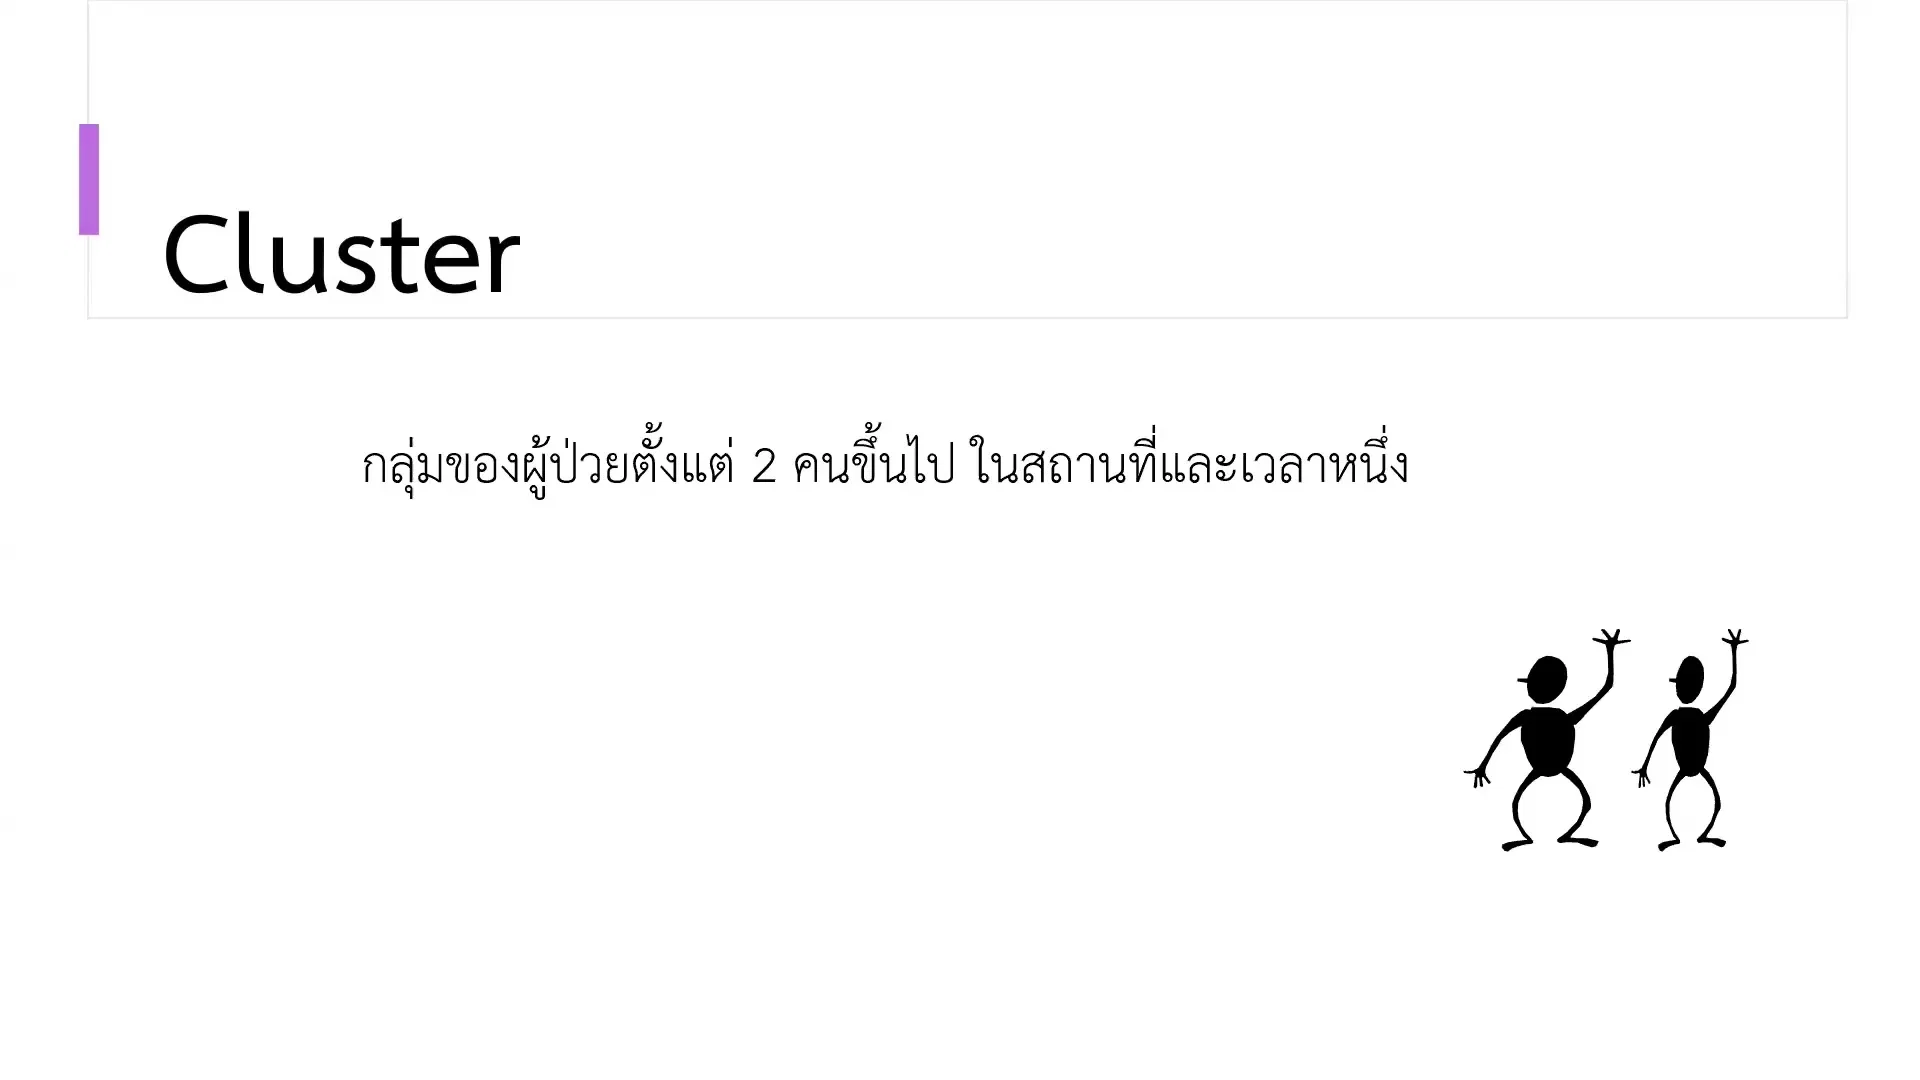 Cluster
กลุ่มของผู้ป่วยตั้งแต่ 2 คนขึ้นไป ในสถานที่และเวลาหนึ่ง